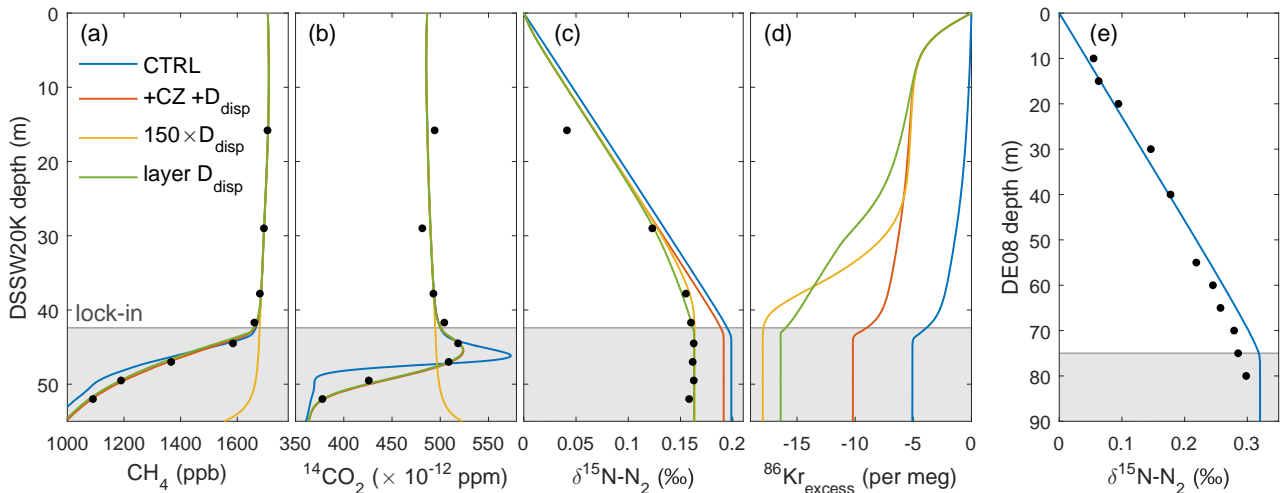 (a)
CTRL
+CZ +D_disp
150×D_disp
layer D_disp
lock-in
0
10
20
30
40
50
DSSW20K depth (m)
1000 1200 1400 1600
CH₄ (ppb)
(b)
350 400 450 500 550
¹⁴CO₂ (× 10⁻¹² ppm)
(c)
0 0.05 0.1 0.15 0.2
δ¹⁵N-N₂ (‰)
(d)
-15 -10 -5 0
⁸⁶Kr_excess (per meg)
(e)
0
10
20
30
40
50
60
70
80
90
DE08 depth (m)
0 0.1 0.2 0.3
δ¹⁵N-N₂ (‰)